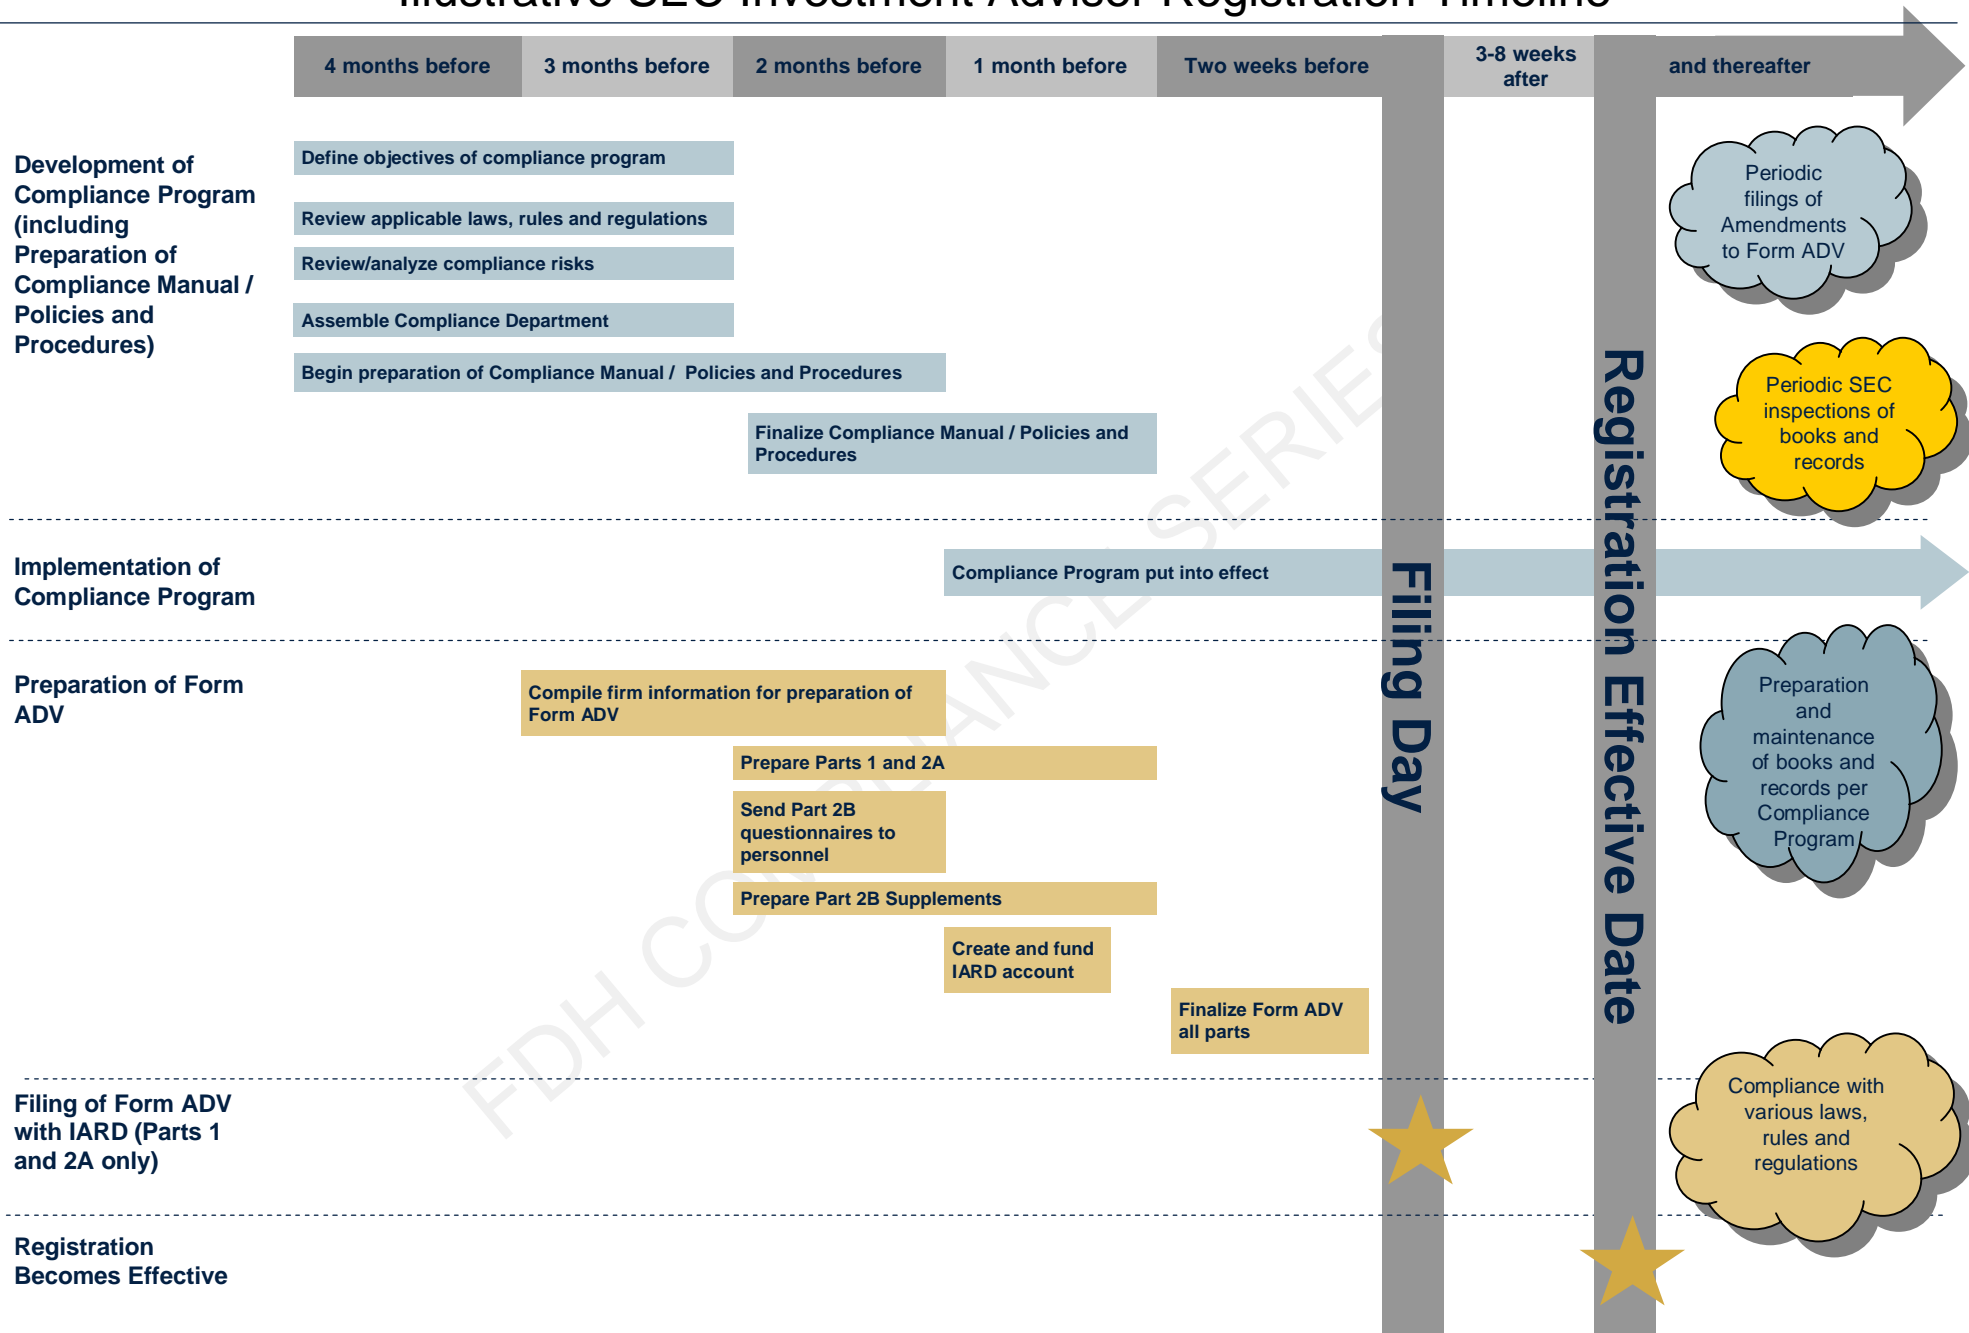 Illustrative SEC Investment Adviser Registration Timeline
4 months before
3 months before
2 months before
1 month before
Two weeks before
3-8 weeks
after
and thereafter
Development of
Compliance Program
(including
Preparation of
Compliance Manual /
Policies and
Procedures)
Define objectives of compliance program
Review applicable laws, rules and regulations
Review/analyze compliance risks
Assemble Compliance Department
Begin preparation of Compliance Manual / Policies and Procedures
Finalize Compliance Manual / Policies and
Procedures
Periodic
filings of
Amendments
to Form ADV
Periodic SEC
inspections of
books and
records
Implementation of
Compliance Program
Compliance Program put into effect
Filing Day
Registration Effective Date
Preparation of Form
ADV
Compile firm information for preparation of
Form ADV
Prepare Parts 1 and 2A
Send Part 2B
questionnaires to
personnel
Prepare Part 2B Supplements
Create and fund
IARD account
Finalize Form ADV
all parts
Preparation
and
maintenance
of books and
records per
Compliance
Program
Filing of Form ADV
with IARD (Parts 1
and 2A only)
Compliance with
various laws,
rules and
regulations
Registration
Becomes Effective
FDH COMPLIANCE SERIES